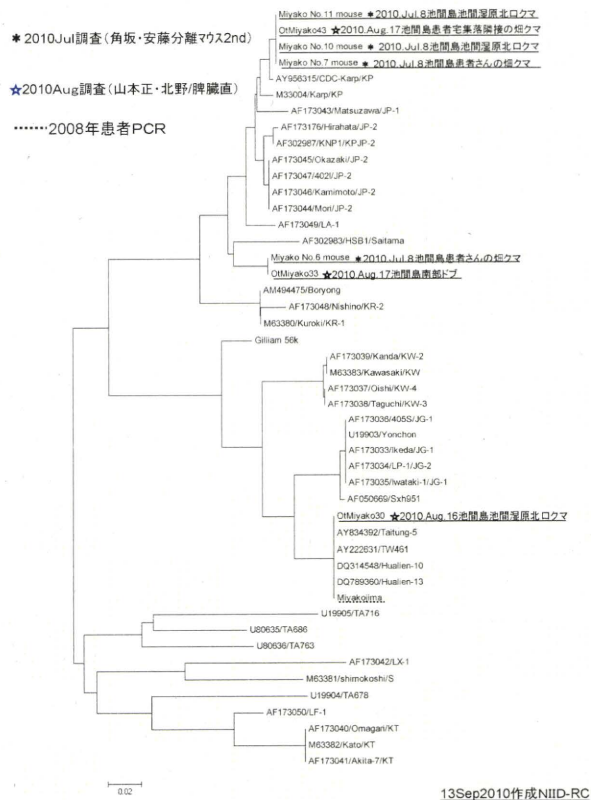 ＊2010Jul調査（角坂・安藤分離マウス2nd）
☆2010Aug調査（山本正・北野/脾臓直）
……2008年患者PCR
Miyako No.11 mouse ＊2010.Jul.8池間島池間湿原北口クマ
OtMiyako43 ☆2010.Aug.17池間島患者宅集落隣接の畑クマ
Miyako No.10 mouse ＊2010.Jul.8池間島池間湿原北口クマ
Miyako No.7 mouse ＊2010.Jul.8池間島患者さんの畑クマ
AY956315/CDC-Karp/KP
M33004/Karp/KP
AF173043/Matsuzawa/JP-1
AF173176/Hirahata/JP-2
AF302987/KNP1/KPJP-2
AF173045/Okazaki/JP-2
AF173047/402I/JP-2
AF173046/Kamimoto/JP-2
AF173044/Mori/JP-2
AF173049/LA-1
AF302983/HSB1/Saitama
Miyako No.6 mouse ＊2010.Jul.8池間島患者さんの畑クマ
OtMiyako33 ☆2010.Aug.17池間島南部ドブ
AM494475/Boryong
AF173048/Nishino/KR-2
M63380/Kuroki/KR-1
Gilliam 56k
AF173039/Kanda/KW-2
M63383/Kawasaki/KW
AF173037/Oishi/KW-4
AF173038/Taguchi/KW-3
AF173036/405S/JG-1
U19903/Yonchon
AF173033/Ikeda/JG-1
AF173034/LP-1/JG-2
AF173035/Iwataki-1/JG-1
AF050669/Sxh951
OtMiyako30 ☆2010.Aug.16池間島池間湿原北口クマ
AY834392/Taitung-5
AY222631/TW461
DQ314548/Hualien-10
DQ789360/Hualien-13
Miyakojima
U19905/TA716
U80635/TA686
U80636/TA763
AF173042/LX-1
M63381/shimokoshi/S
U19904/TA678
AF173050/LF-1
AF173040/Omagari/KT
M63382/Kato/KT
AF173041/Akita-7/KT
0.02
13Sep2010作成NIID-RC